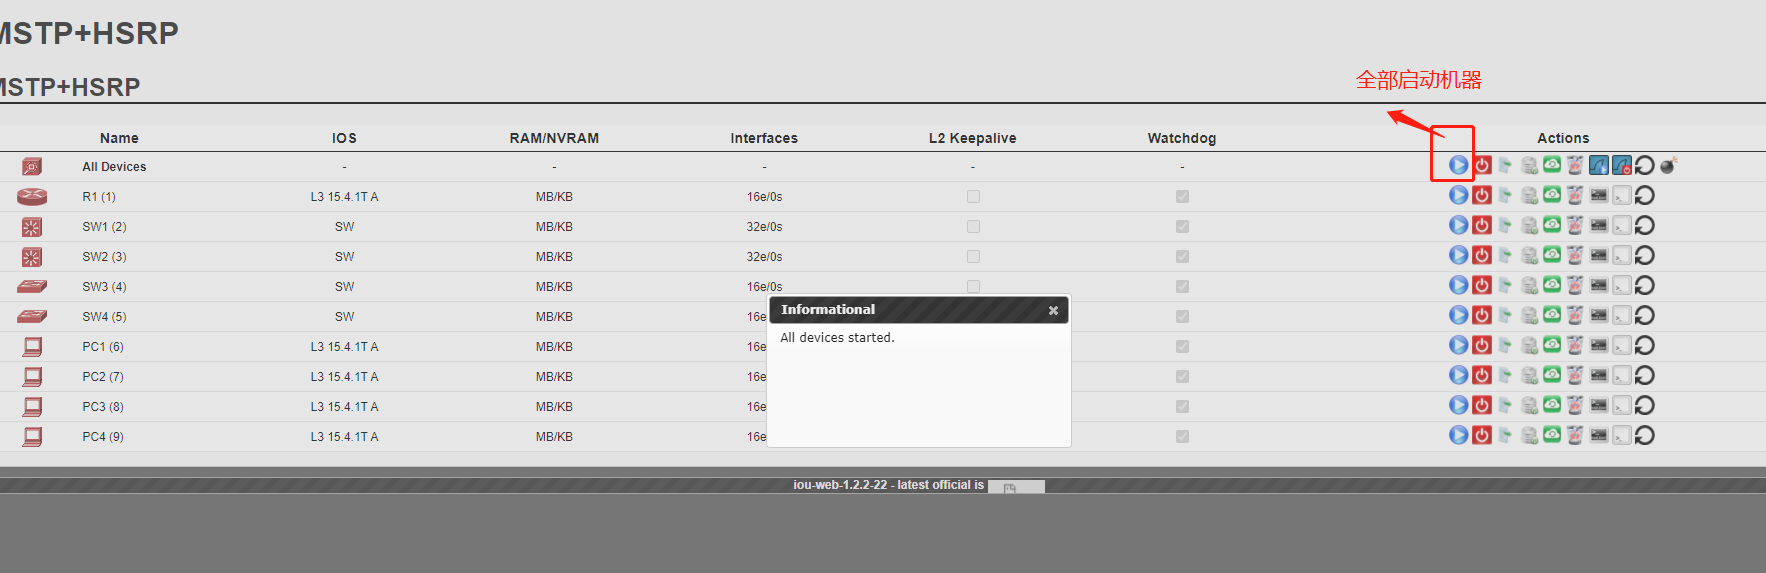 MSTP+HSRP
MSTP+HSRP
全部启动机器
Name IOS RAM/NVRAM Interfaces L2 Keepalive Watchdog Actions
All Devices - - - - -
R1 (1) L3 15.4.1T A MB/KB 16e/0s
SW1 (2) SW MB/KB 32e/0s
SW2 (3) SW MB/KB 32e/0s
SW3 (4) SW MB/KB 16e/0s
SW4 (5) SW MB/KB 16e
PC1 (6) L3 15.4.1T A MB/KB 16e
PC2 (7) L3 15.4.1T A MB/KB 16e
PC3 (8) L3 15.4.1T A MB/KB 16e
PC4 (9) L3 15.4.1T A MB/KB 16e
Informational
All devices started.
iou-web-1.2.2-22 - latest official is